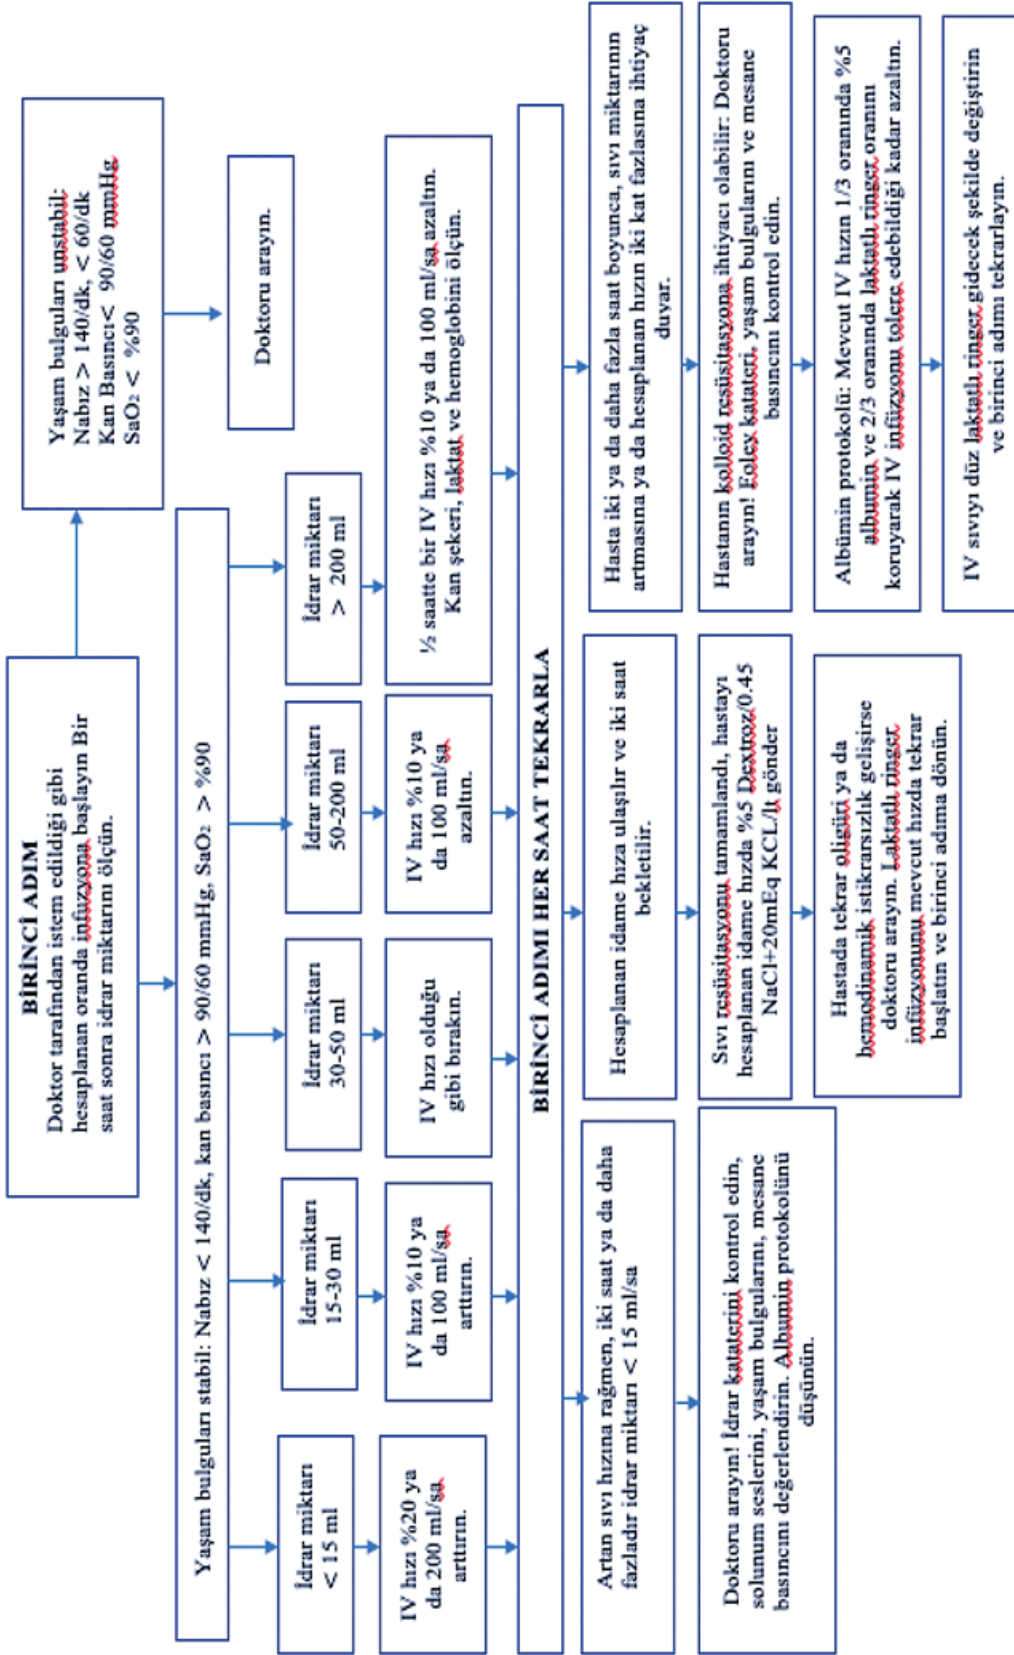 BİRİNCİ ADIM
Doktor tarafından istem edildiği gibi
hesaplanan oranda infuzyona başlayın Bir
saat sonra idrar miktarını ölçün.
Yaşam bulguları unstabil:
Nabız > 140/dk, < 60/dk
Kan Basıncı< 90/60 mmHg
SaO₂ < %90
Doktoru arayın.
Yaşam bulguları stabil: Nabız < 140/dk, kan basıncı > 90/60 mmHg, SaO₂ > %90
İdrar miktarı
< 15 ml
İdrar miktarı
15-30 ml
İdrar miktarı
30-50 ml
İdrar miktarı
50-200 ml
İdrar miktarı
> 200 ml
IV hızı %20 ya
da 200 ml/sa
arttırın.
IV hızı %10 ya
da 100 ml/sa
arttırın.
IV hızı olduğu
gibi bırakın.
IV hızı %10 ya
da 100 ml/sa
azaltın.
½ saatte bir IV hızı %10 ya da 100 ml/sa azaltın.
Kan şekeri, laktat ve hemoglobini ölçün.
BİRİNCİ ADIMI HER SAAT TEKRARLA
Artan sıvı hızına rağmen, iki saat ya da daha
fazladır idrar miktarı < 15 ml/sa
Doktoru arayın! İdrar kataterini kontrol edin,
solunum seslerini, yaşam bulgularını, mesane
basıncını değerlendirin. Albumin protokolünü
düşünün.
Hesaplanan idame hıza ulaşılır ve iki saat
bekletilir.
Sıvı resüsitasyonu tamamlandı, hastayı
hesaplanan idame hızda %5 Dextroz/0.45
NaCl+20mEq KCL/lt gönder
Hastada tekrar oligüri ya da
hemodinamik istikrarsızlık gelişirse
doktoru arayın. Laktatlı ringer
infüzyonunu mevcut hızda tekrar
başlatın ve birinci adıma dönün.
Hasta iki ya da daha fazla saat boyunca, sıvı miktarının
artmasına ya da hesaplanan hızın iki kat fazlasına ihtiyaç
duyar.
Hastanın kolloid resüsitasyona ihtiyacı olabilir: Doktoru
arayın! Foley katateri, yaşam bulgularını ve mesane
basıncını kontrol edin.
Albümin protokolü: Mevcut IV hızın 1/3 oranında %5
albumin ve 2/3 oranında laktatlı ringer oranını
koruyarak IV infüzyonu tolere edebildiği kadar azaltın.
IV sıvıyı düz laktatlı ringer gidecek şekilde değiştirin
ve birinci adımı tekrarlayın.